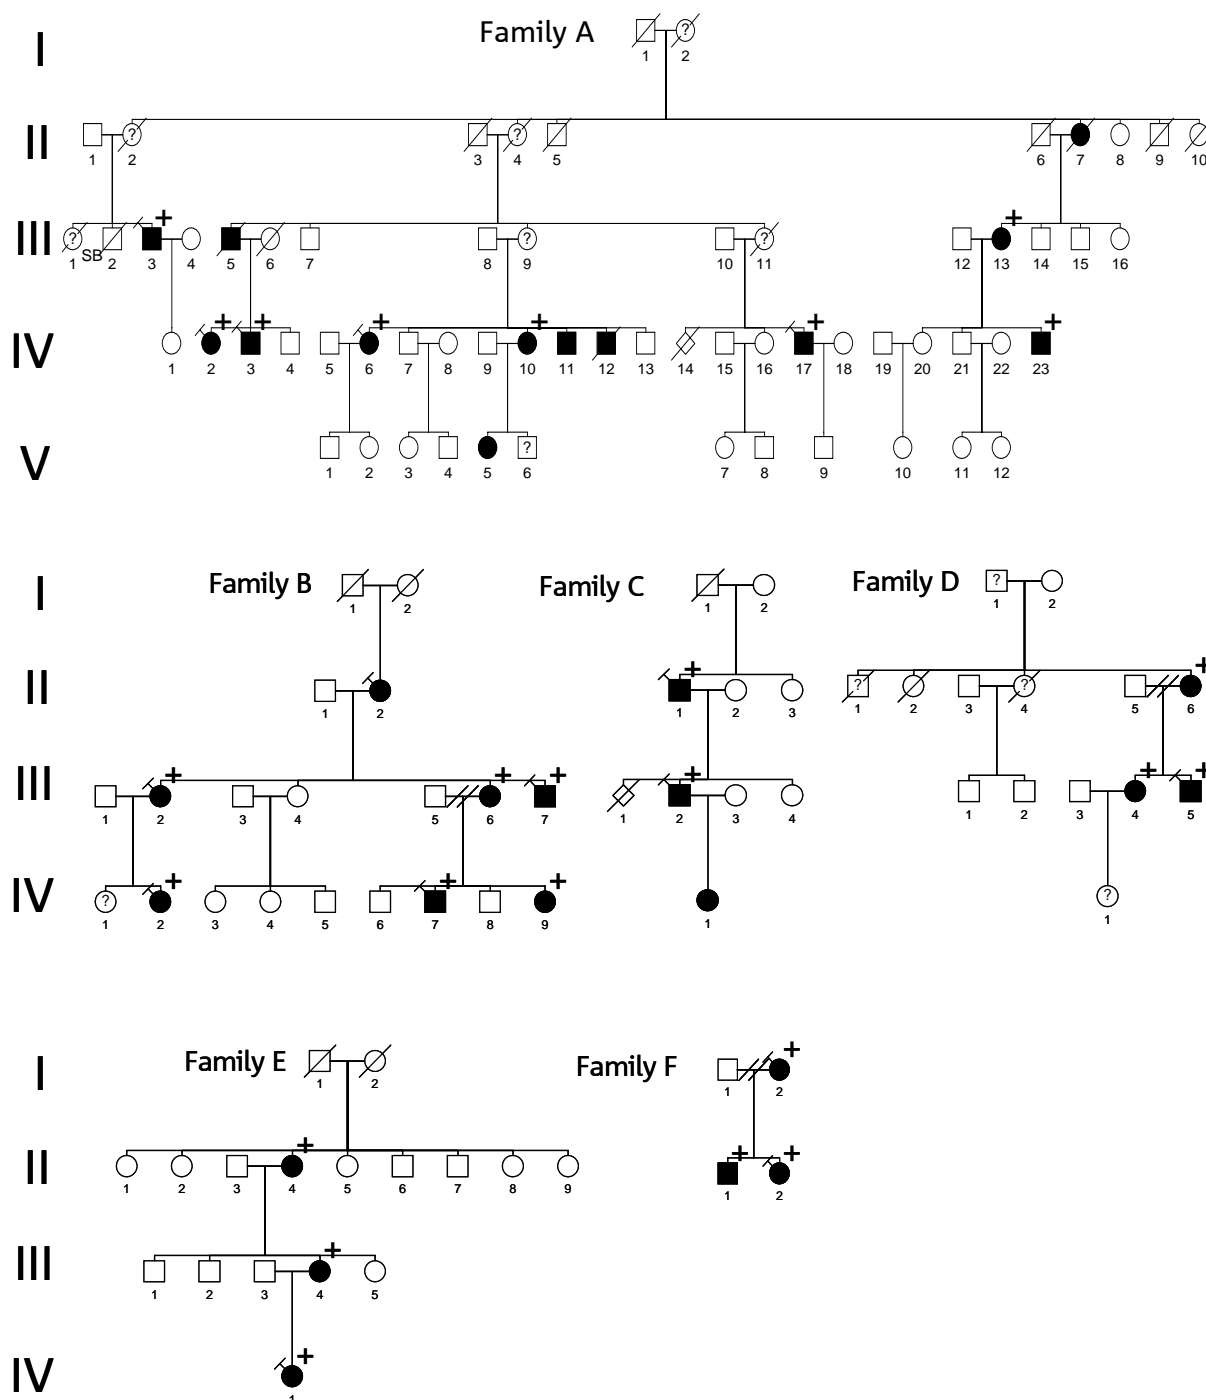 Family A
I
? 
1 2
II
? ?
1 2 3 4 5 6 7 8 9 10
+ +
III
? ? ?
SB
1 2 3 4 5 6 7 8 9 10 11 12 13 14 15 16
+ + + + + +
IV
1 2 3 4 5 6 7 8 9 10 11 12 13 14 15 16 17 18 19 20 21 22 23
V
?
1 2 3 4 5 6 7 8 9 10 11 12
Family B
Family C
Family D
I
?
1 2 1 2 1 2
+ +
II
? ?
1 2 1 2 3 1 2 3 4 5 6
+ + + + + +
III
1 2 3 4 5 6 7 1 2 3 4 1 2 3 4 5
+ + +
IV
? ?
1 2 3 4 5 6 7 8 9 1 1
Family E
Family F
+
I
1 2 1 2
+ + +
II
1 2 3 4 5 6 7 8 9 1 2
+
III
1 2 3 4 5
+
IV
1